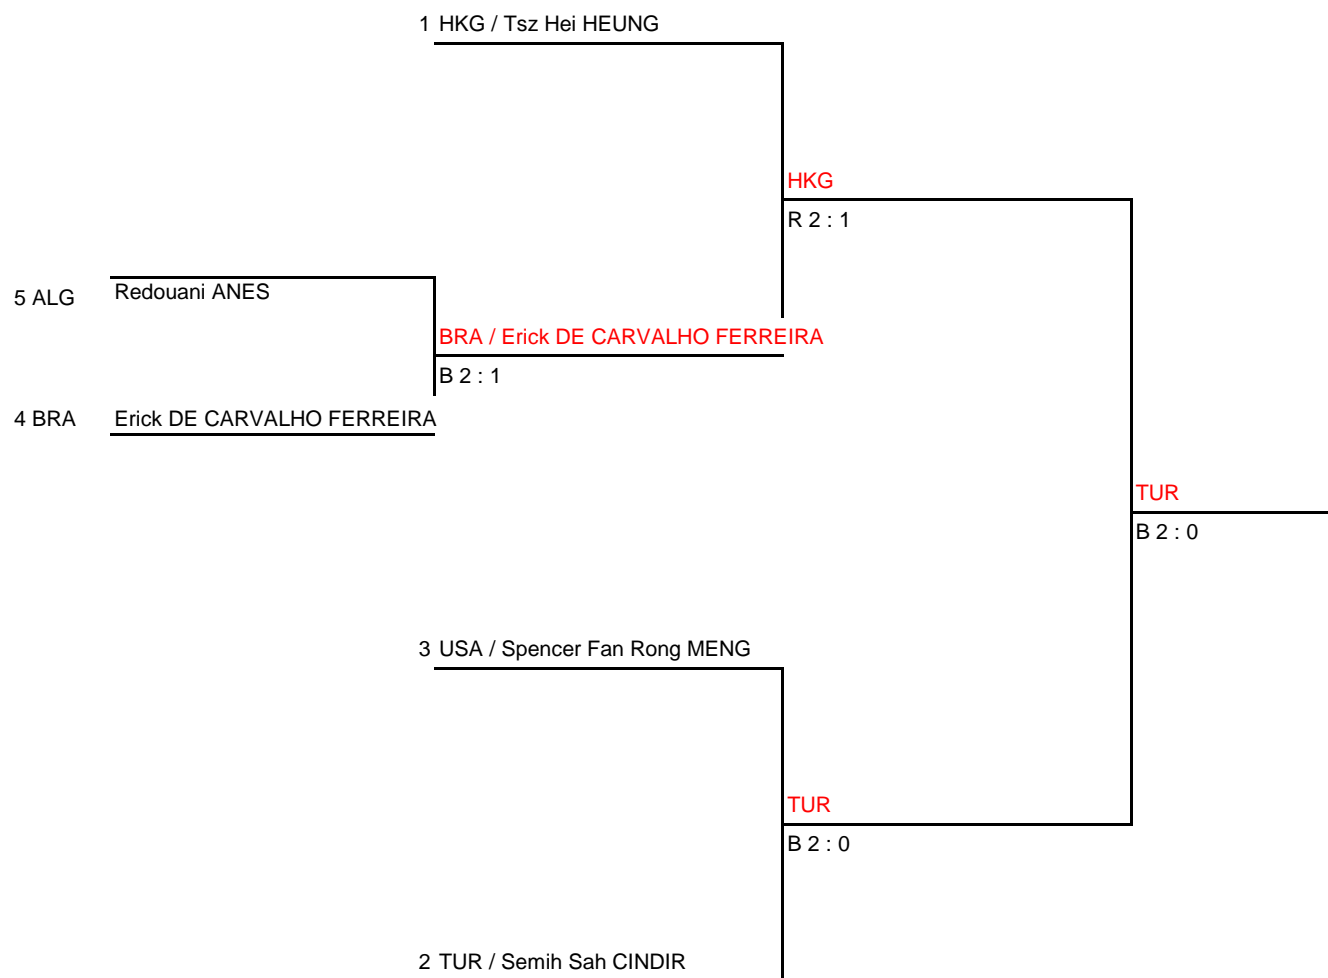 1 HKG / Tsz Hei HEUNG
HKG
R 2 : 1
5 ALG Redouani ANES
BRA / Erick DE CARVALHO FERREIRA
B 2 : 1
4 BRA Erick DE CARVALHO FERREIRA
TUR
B 2 : 0
3 USA / Spencer Fan Rong MENG
TUR
B 2 : 0
2 TUR / Semih Sah CINDIR